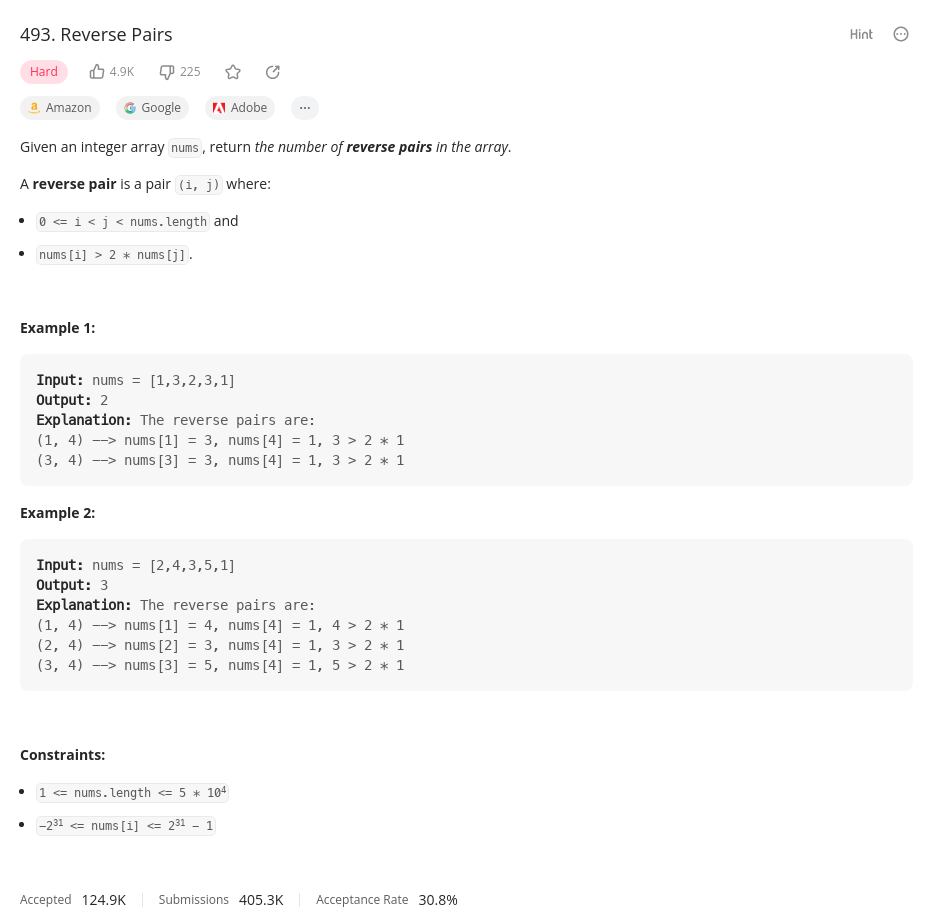 493. Reverse Pairs
Hint
Hard 4.9K 225
Amazon Google Adobe ...
Given an integer array nums, return the number of reverse pairs in the array.
A reverse pair is a pair (i, j) where:
• 0 <= i < j < nums.length and
• nums[i] > 2 * nums[j].
Example 1:
Input: nums = [1,3,2,3,1]
Output: 2
Explanation: The reverse pairs are:
(1, 4) --> nums[1] = 3, nums[4] = 1, 3 > 2 * 1
(3, 4) --> nums[3] = 3, nums[4] = 1, 3 > 2 * 1
Example 2:
Input: nums = [2,4,3,5,1]
Output: 3
Explanation: The reverse pairs are:
(1, 4) --> nums[1] = 4, nums[4] = 1, 4 > 2 * 1
(2, 4) --> nums[2] = 3, nums[4] = 1, 3 > 2 * 1
(3, 4) --> nums[3] = 5, nums[4] = 1, 5 > 2 * 1
Constraints:
• 1 <= nums.length <= 5 * 10⁴
• −2³¹ <= nums[i] <= 2³¹ − 1
Accepted 124.9K Submissions 405.3K Acceptance Rate 30.8%